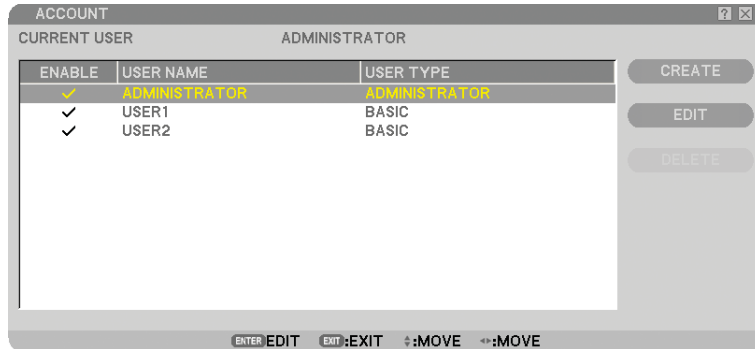 ACCOUNT
CURRENT USER ADMINISTRATOR
ENABLE USER NAME USER TYPE CREATE
ADMINISTRATOR ADMINISTRATOR
USER1 BASIC EDIT
USER2 BASIC
DELETE
ENTER EDIT EXIT :EXIT :MOVE :MOVE